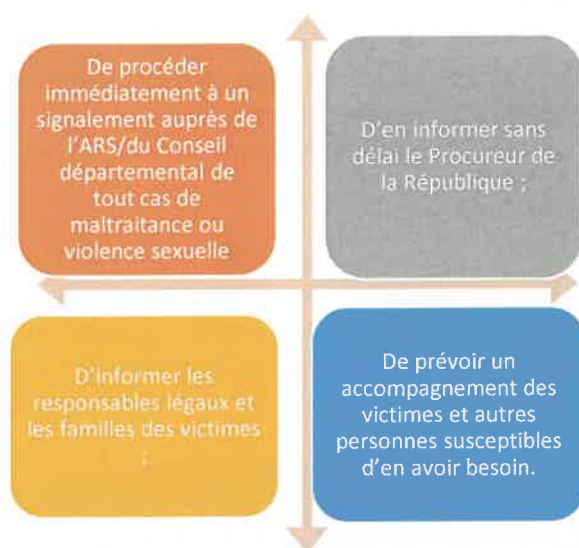 De procéder
immédiatement à un
signalement auprès de
l'ARS/du Conseil
départemental de
tout cas de
maltraitance ou
violence sexuelle
D'en informer sans
délai le Procureur de
la République ;
D'informer les
responsables légaux et
les familles des victimes
;
De prévoir un
accompagnement des
victimes et autres
personnes susceptibles
d'en avoir besoin.